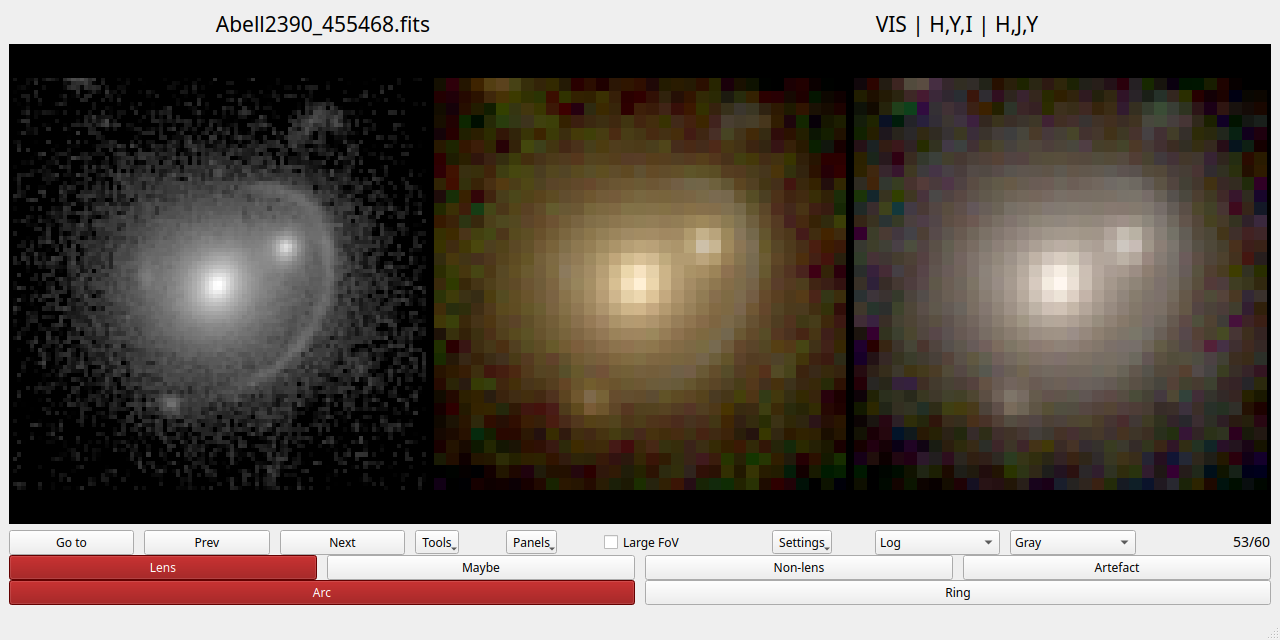 Abell2390_455468.fits VIS | H,Y,I | H,J,Y
Go to Prev Next Tools Panels Large FoV Settings Log Gray 53/60
Lens Maybe Non-lens Artefact
Arc Ring